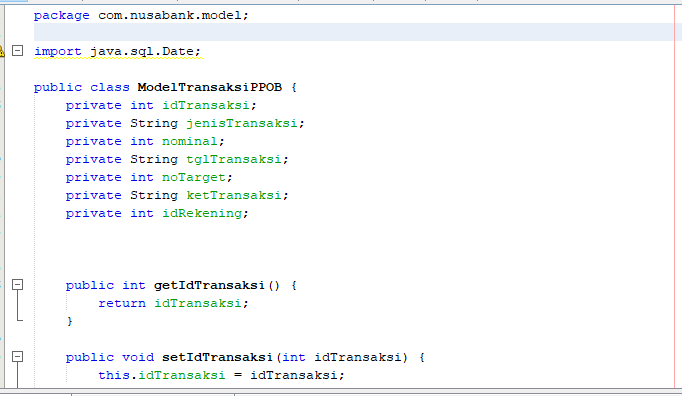 package com.nusabank.model;
import java.sql.Date;
public class ModelTransaksiPPOB {
private int idTransaksi;
private String jenisTransaksi;
private int nominal;
private String tglTransaksi;
private int noTarget;
private String ketTransaksi;
private int idRekening;
public int getIdTransaksi() {
return idTransaksi;
}
public void setIdTransaksi(int idTransaksi) {
this.idTransaksi = idTransaksi;